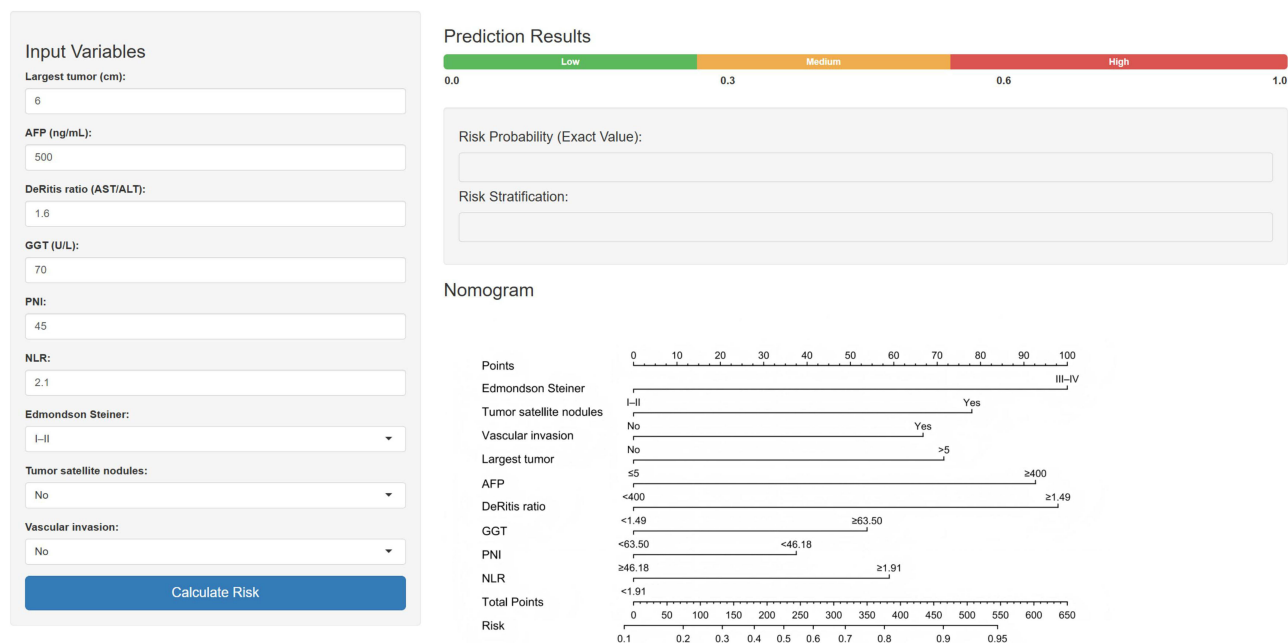 Input Variables
Largest tumor (cm):
6
AFP (ng/mL):
500
DeRitis ratio (AST/ALT):
1.6
GGT (U/L):
70
PNI:
45
NLR:
2.1
Edmondson Steiner:
I–II
Tumor satellite nodules:
No
Vascular invasion:
No
Calculate Risk
Prediction Results
Low Medium High
0.0 0.3 0.6 1.0
Risk Probability (Exact Value):
Risk Stratification:
Nomogram
Points 0 10 20 30 40 50 60 70 80 90 100
III–IV
Edmondson Steiner
I–II Yes
Tumor satellite nodules
No Yes
Vascular invasion
No >5
Largest tumor
≤5 ≥400
AFP
<400 ≥1.49
DeRitis ratio
<1.49 ≥63.50
GGT
<63.50 <46.18
PNI
≥46.18 ≥1.91
NLR
<1.91
Total Points
0 50 100 150 200 250 300 350 400 450 500 550 600 650
Risk
0.1 0.2 0.3 0.4 0.5 0.6 0.7 0.8 0.9 0.95